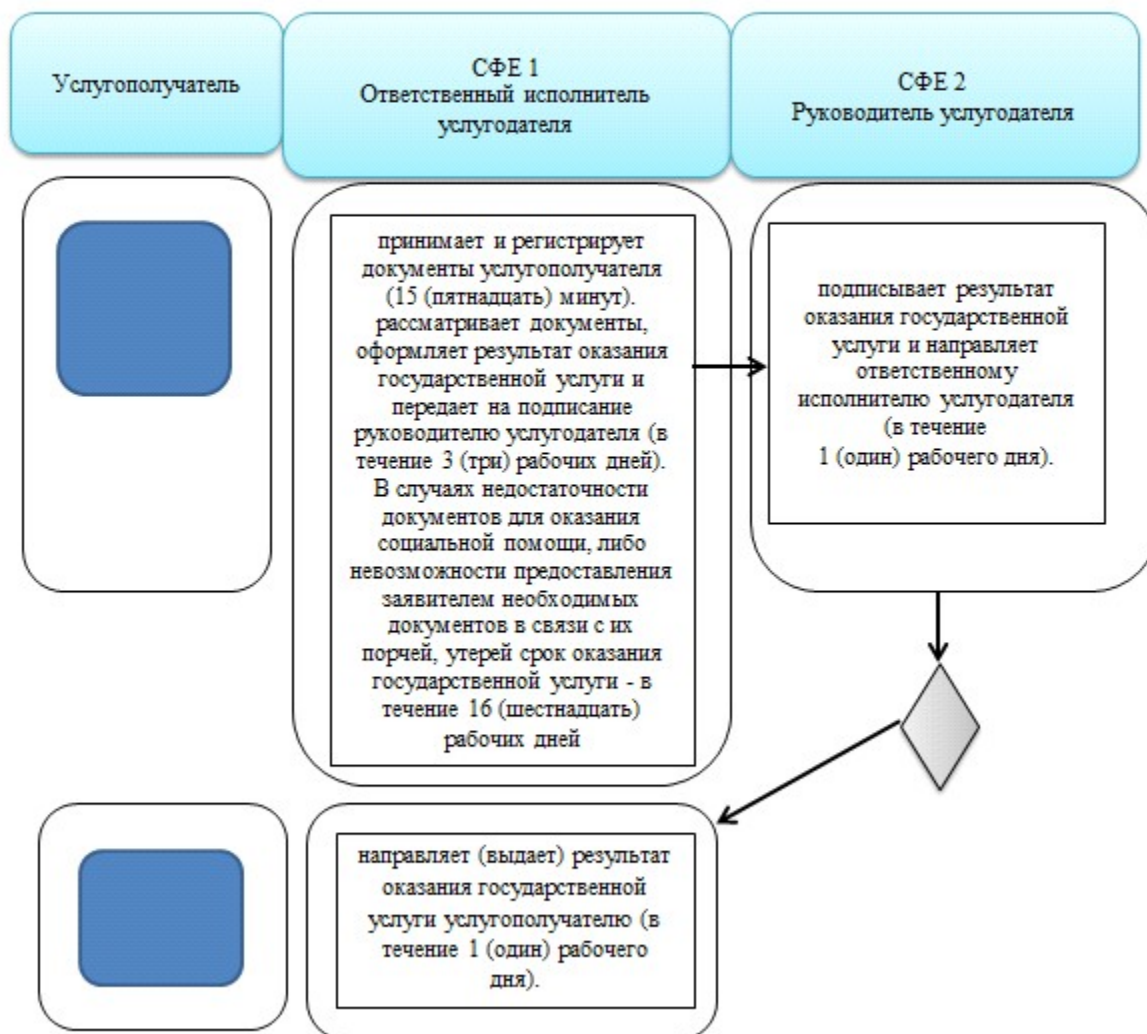 Услугополучатель
СФЕ 1
Ответственный исполнитель
услугодателя
СФЕ 2
Руководитель услугодателя
принимает и регистрирует
документы услугополучателя
(15 (пятнадцать) минут).
рассматривает документы,
оформляет результат оказания
государственной услуги и
передает на подписание
руководителю услугодателя (в
течение 3 (три) рабочих дней).
В случаях недостаточности
документов для оказания
социальной помощи, либо
невозможности предоставления
заявителем необходимых
документов в связи с их
порчей, утерей срок оказания
государственной услуги - в
течение 16 (шестнадцать)
рабочих дней
подписывает результат
оказания государственной
услуги и направляет
ответственному
исполнителю услугодателя
(в течение
1 (один) рабочего дня).
направляет (выдает) результат
оказания государственной
услуги услугополучателю (в
течение 1 (один) рабочего
дня).